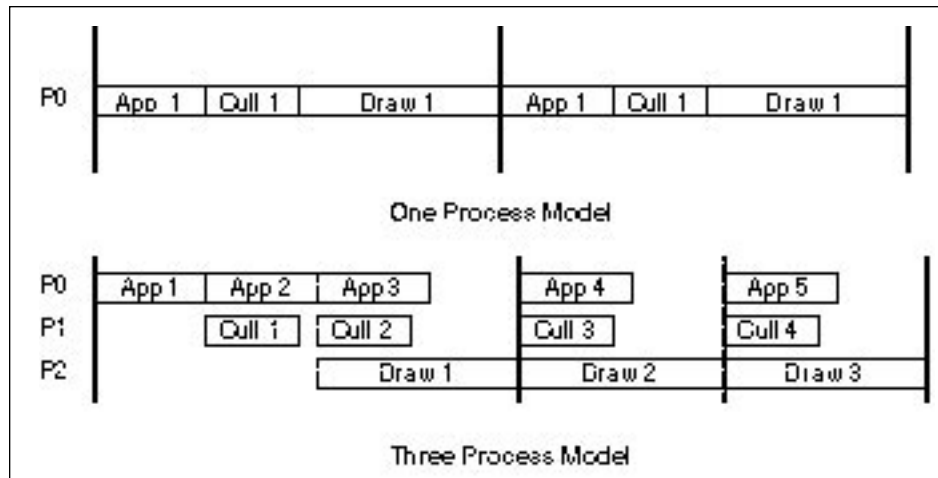 P0 App 1 Cull 1 Draw 1 App 1 Cull 1 Draw 1
One Process Model
P0 App 1 App 2 App 3 App 4 App 5
P1 Cull 1 Cull 2 Cull 3 Cull 4
P2 Draw 1 Draw 2 Draw 3
Three Process Model